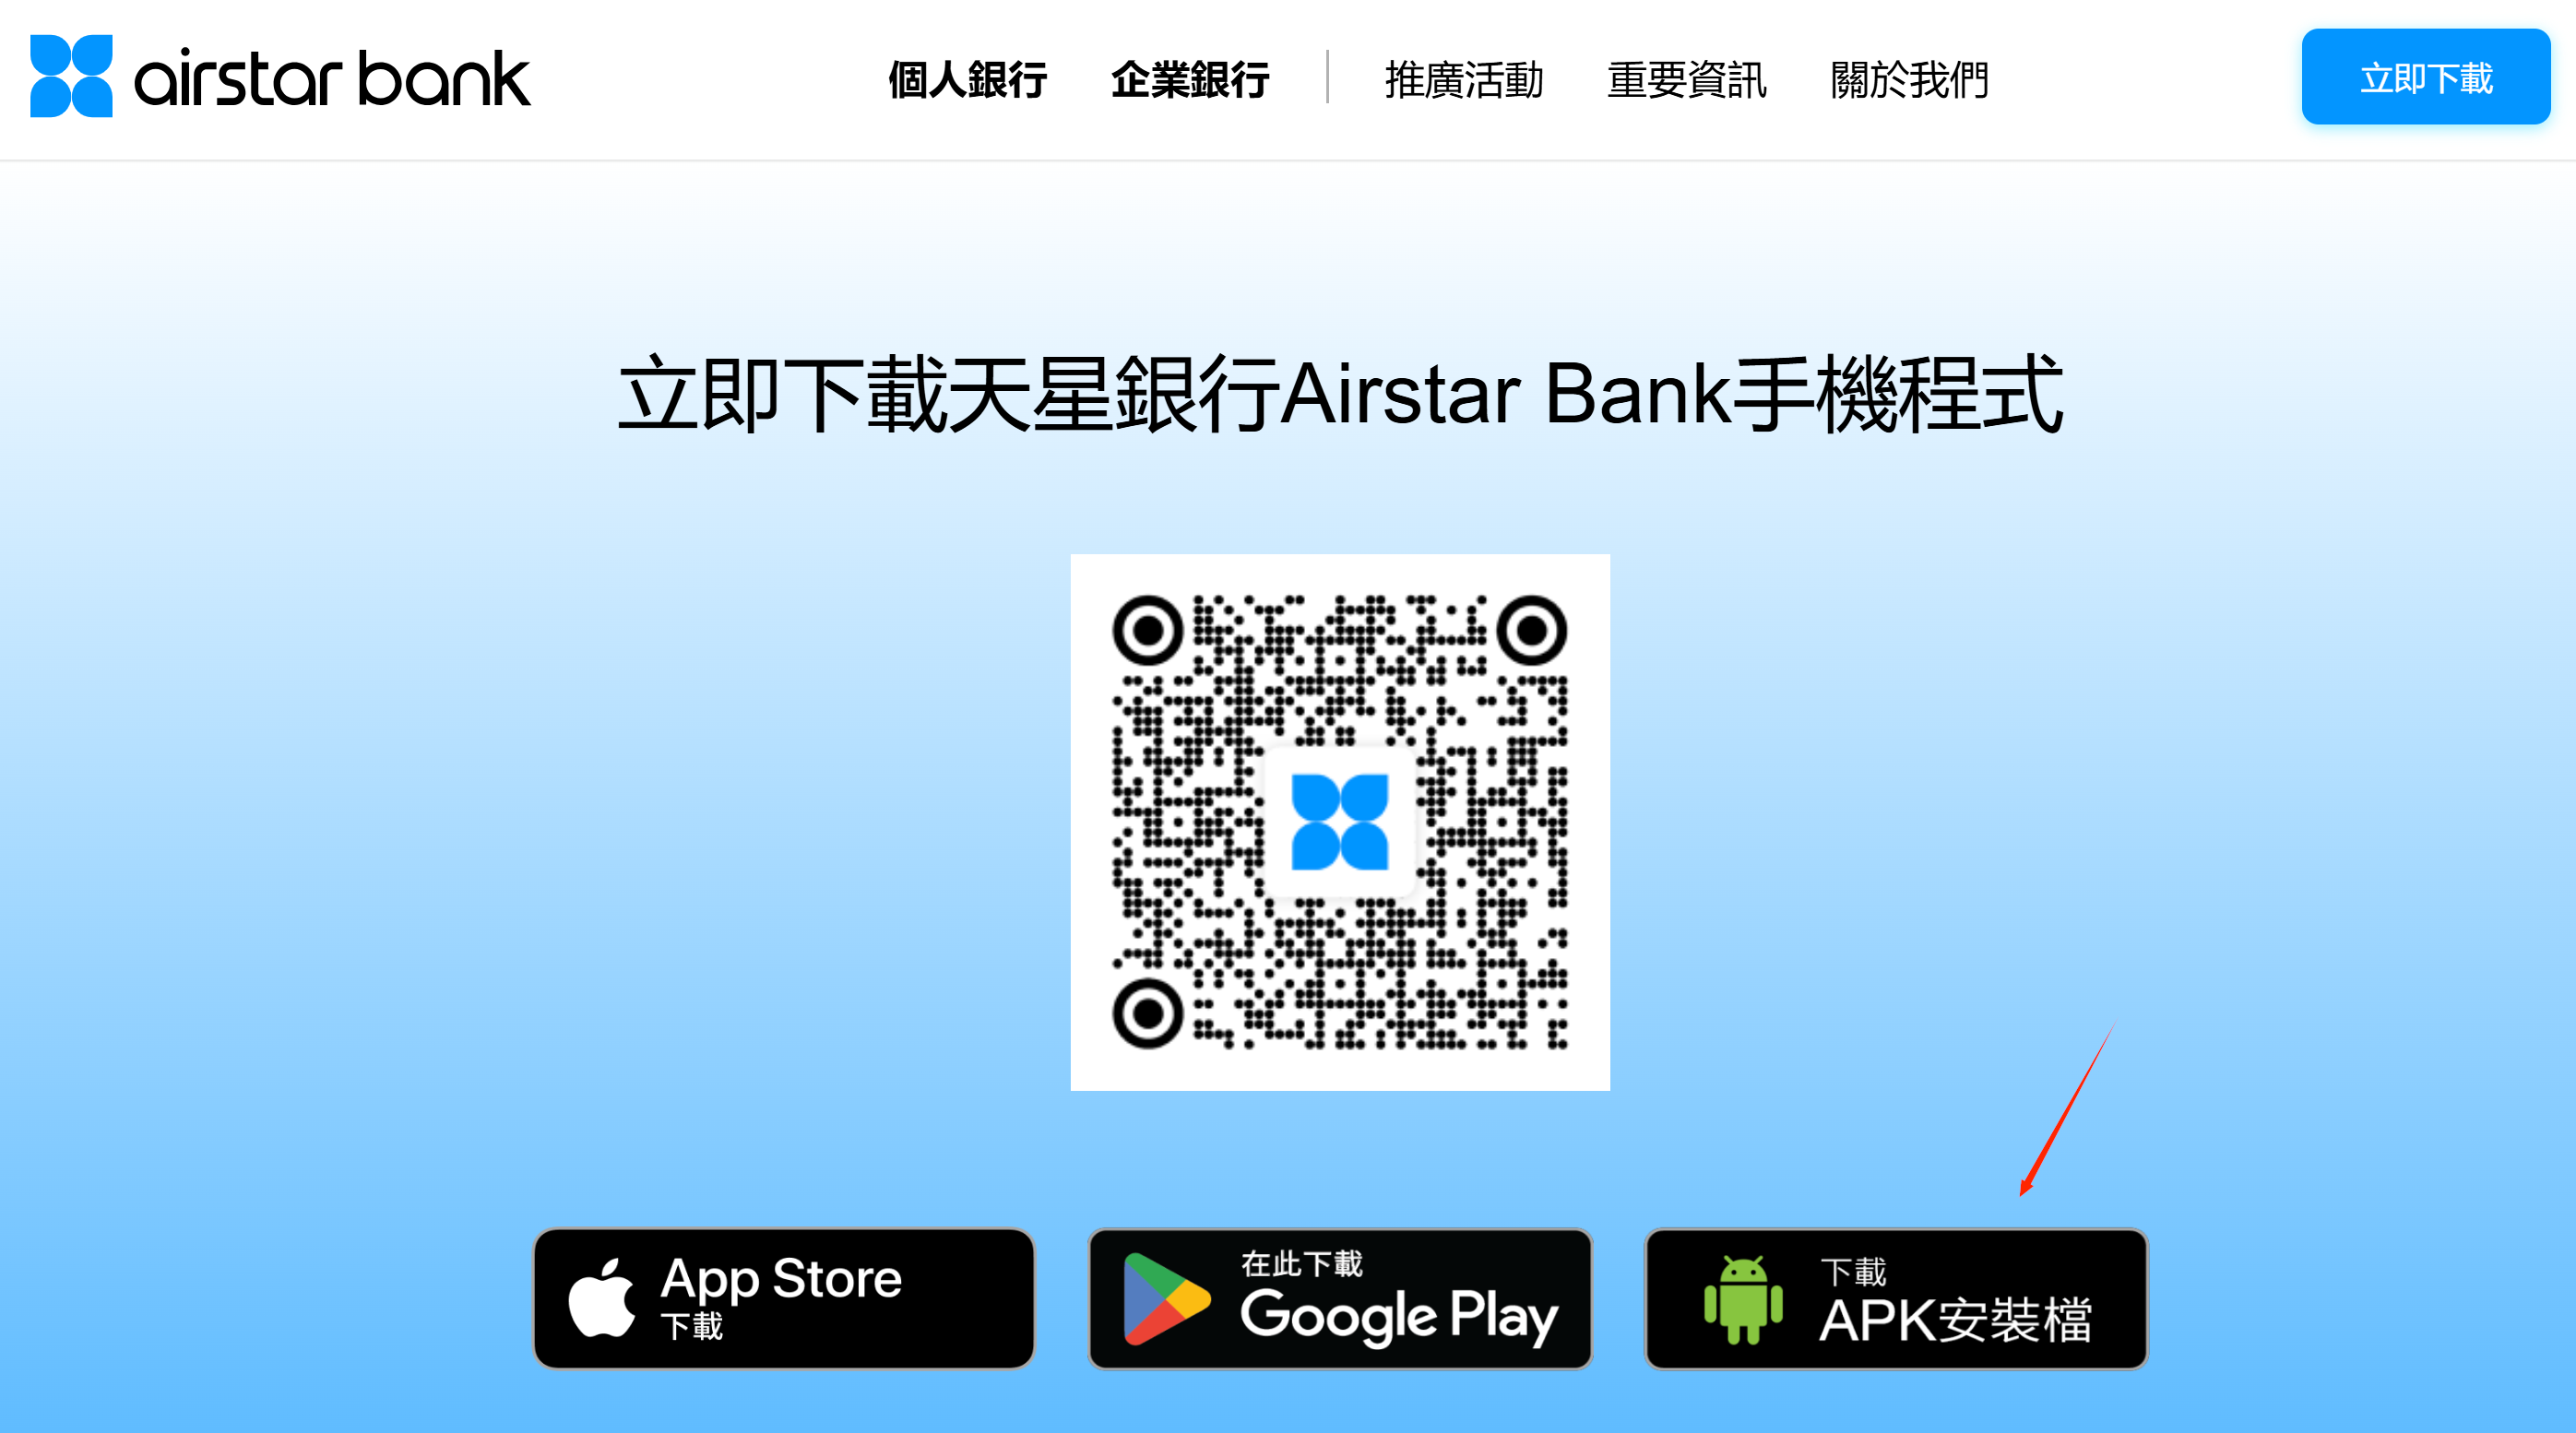 airstar bank
個人銀行 企業銀行 推廣活動 重要資訊 關於我們
立即下載
立即下載天星銀行Airstar Bank手機程式
App Store
下載
在此下載
Google Play
下載
APK安裝檔